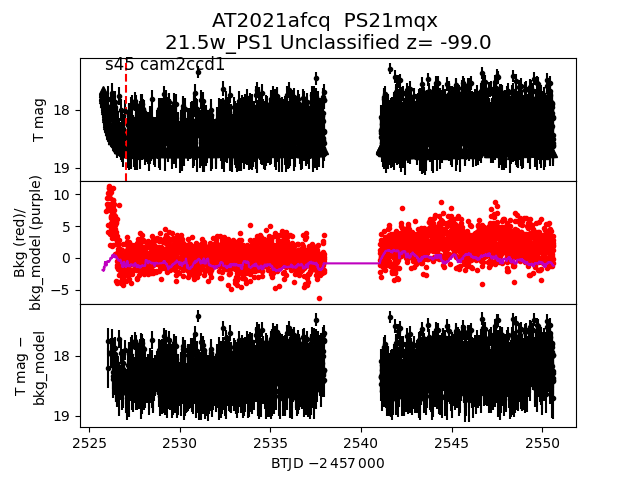 AT2021afcq PS21mqx
21.5w_PS1 Unclassified z= -99.0
s45 cam2ccd1
T mag
18
19
Bkg (red)/
bkg_model (purple)
10
5
0
−5
T mag −
bkg_model
18
19
2525
2530
2535
2540
2545
2550
BTJD −2 457 000